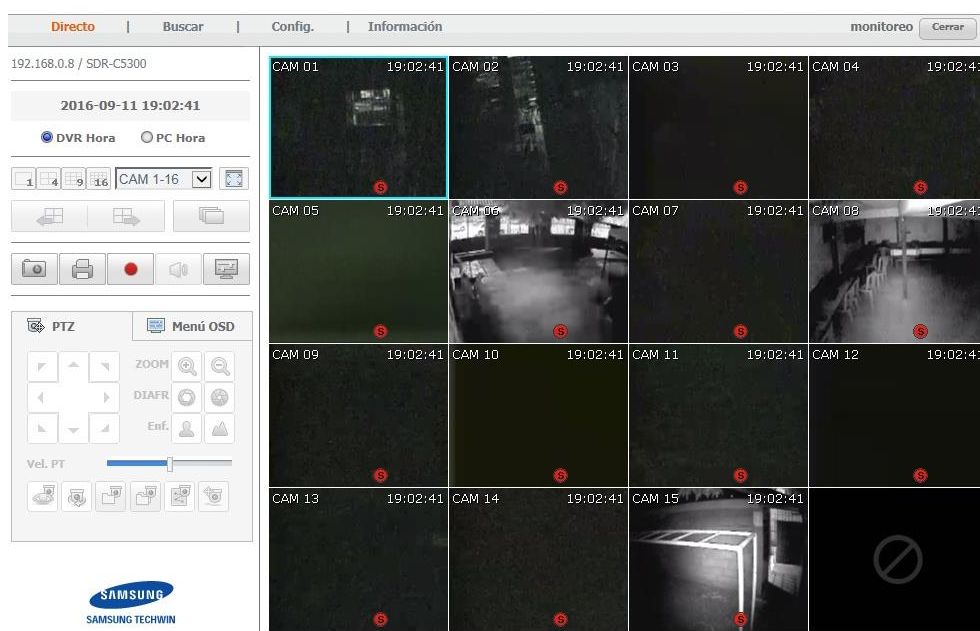 Directo | Buscar | Config. | Información monitoreo Cerrar
192.168.0.8 / SDR-C5300
2016-09-11 19:02:41
DVR Hora PC Hora
1 4 9 16 CAM 1-16
PTZ Menú OSD
ZOOM
DIAFR
Enf.
Vel. PT
SAMSUNG
SAMSUNG TECHWIN
CAM 01 19:02:41 CAM 02 19:02:41 CAM 03 19:02:41 CAM 04 19:02:41
S S S S
CAM 05 19:02:41 CAM 06 19:02:41 CAM 07 19:02:41 CAM 08 19:02:41
S S S S
CAM 09 19:02:41 CAM 10 19:02:41 CAM 11 19:02:41 CAM 12 19:02:41
S S S S
CAM 13 19:02:41 CAM 14 19:02:41 CAM 15 19:02:41
S S S